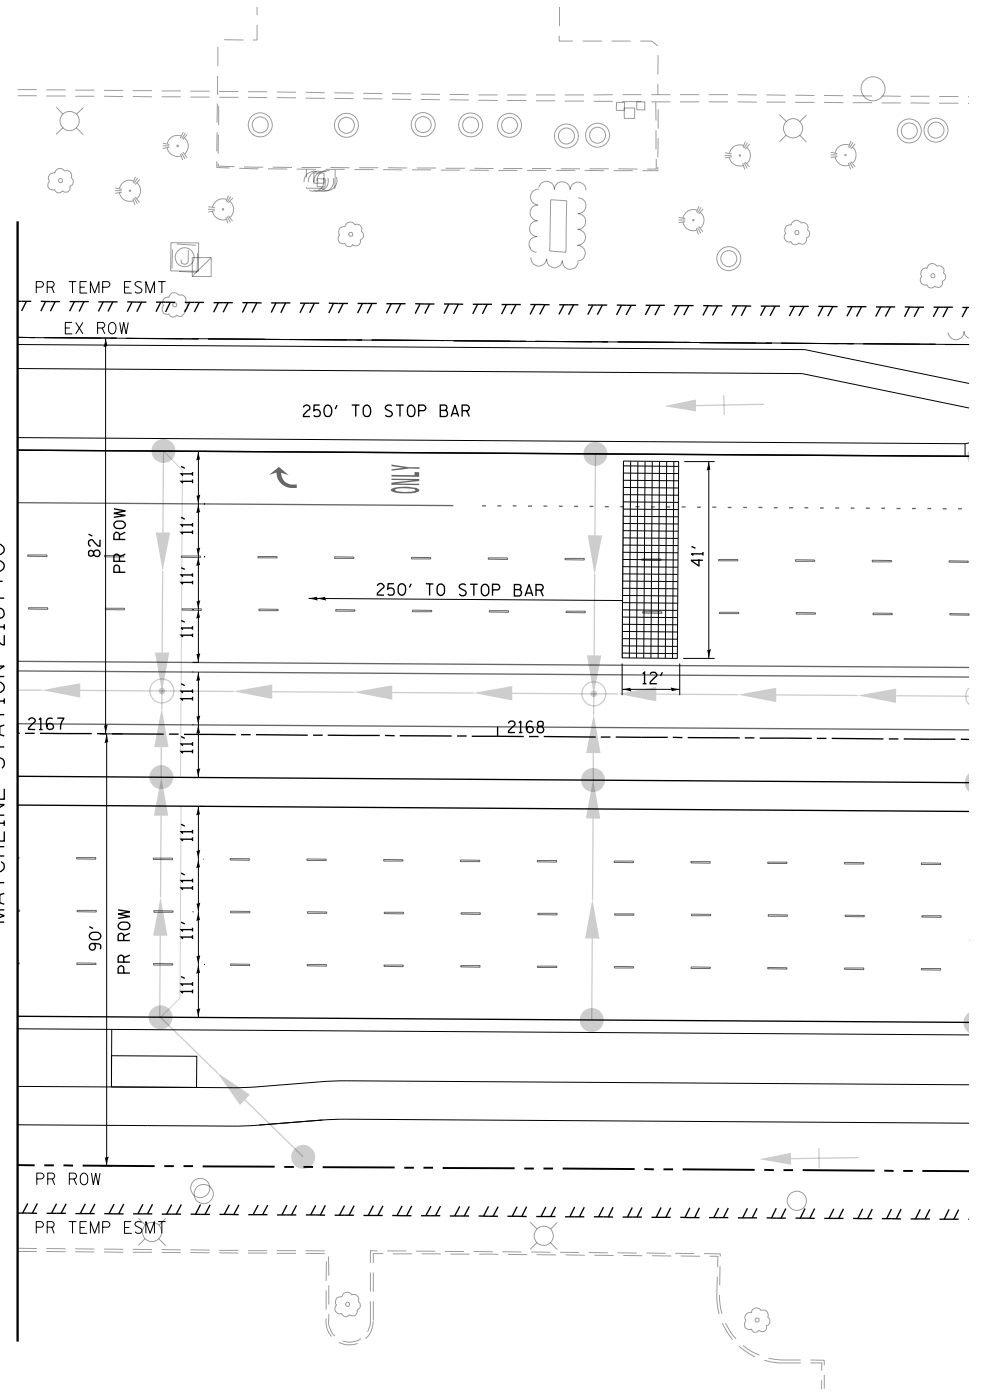 PR TEMP ESMT
EX ROW
250' TO STOP BAR
11'
ONLY
82'
PR ROW
11'
11'
41'
250' TO STOP BAR
11'
12'
11'
2167
2168
11'
11'
11'
90'
PR ROW
11'
11'
PR ROW
PR TEMP ESMT
J